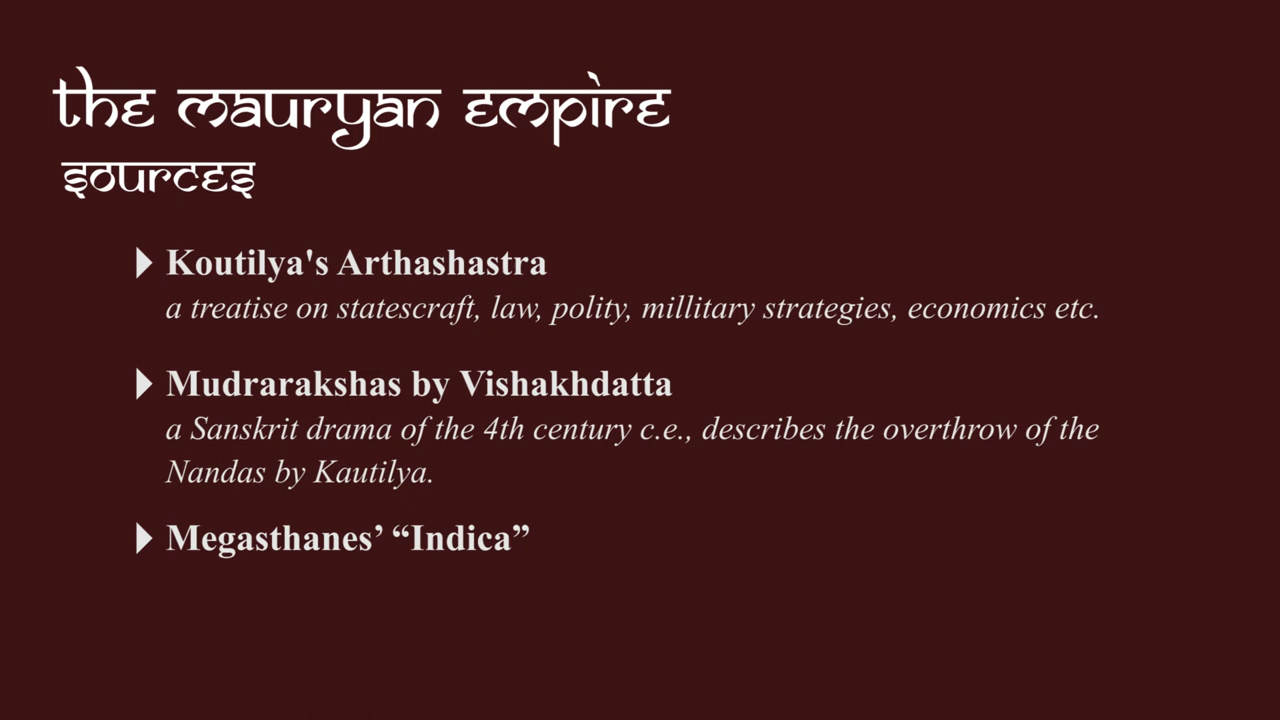 the mauryan empire
sources
Koutilya's Arthashastra
a treatise on statescraft, law, polity, millitary strategies, economics etc.
Mudrarakshas by Vishakhdatta
a Sanskrit drama of the 4th century c.e., describes the overthrow of the
Nandas by Kautilya.
Megasthanes’ “Indica”